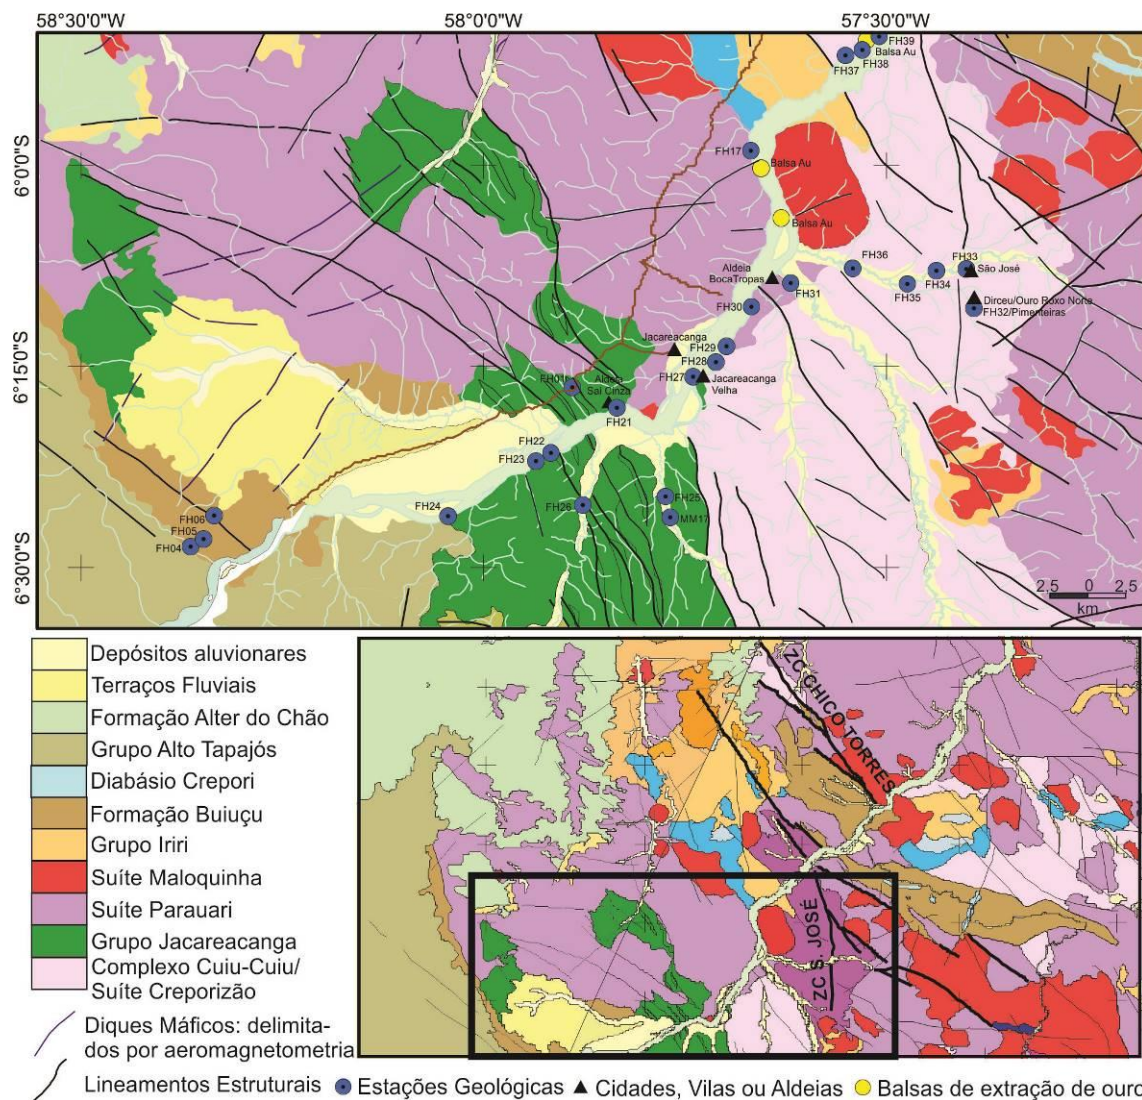 58°30'0"W 58°00"W 57°30'0"W
FH39
Balsa Au
FH38
FH37
6°0'0"S
FH17
Balsa Au
Balsa Au
FH36
FH33
São José
Aldeia
BocaTropas
FH34
FH31
FH35
Dirceu/Ouro Roxo Norte
FH32/Pimenteiras
FH30
Jacareacanga
FH29
FH28
6°15'0"S
FH27
Jacareacanga
Velha
Aldeia
Sai Cinza
FH21
FH22
FH23
FH25
FH26
FH24
MM17
FH06
FH05
FH04
6°30'0"S
2,5 0 2,5
km
Depósitos aluvionares
Terraços Fluviais
Formação Alter do Chão
Grupo Alto Tapajós
Diabásio Crepori
Formação Buiuçu
Grupo Iriri
Suíte Maloquinha
Suíte Parauari
Grupo Jacareacanga
Complexo Cuiu-Cuiu/
Suíte Creporizão
Diques Máficos: delimita-
dos por aeromagnetometria
Lineamentos Estruturais
ZC CHICO TORRES
ZC S. JOSÉ
Estações Geológicas
Cidades, Vilas ou Aldeias
Balsas de extração de ouro